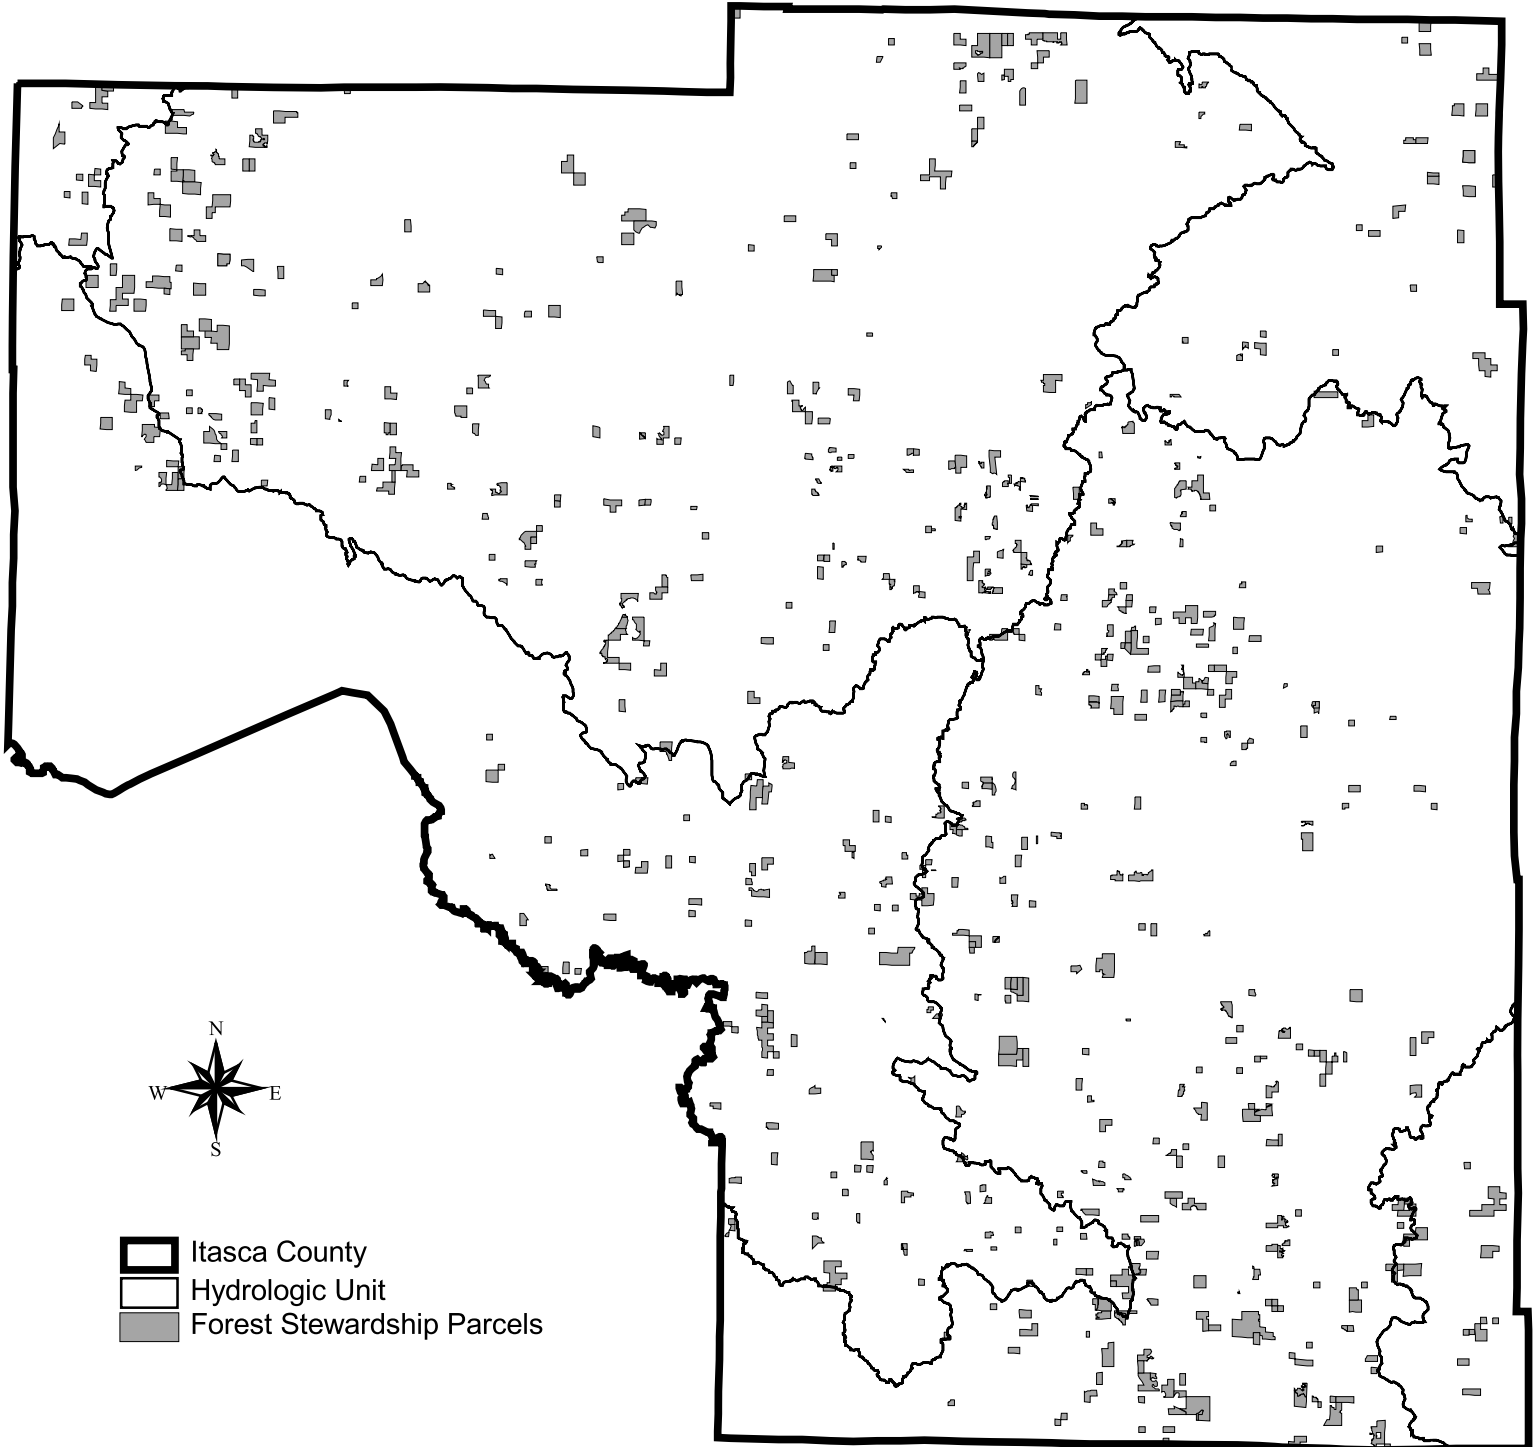 N
W E
S
Itasca County
Hydrologic Unit
Forest Stewardship Parcels